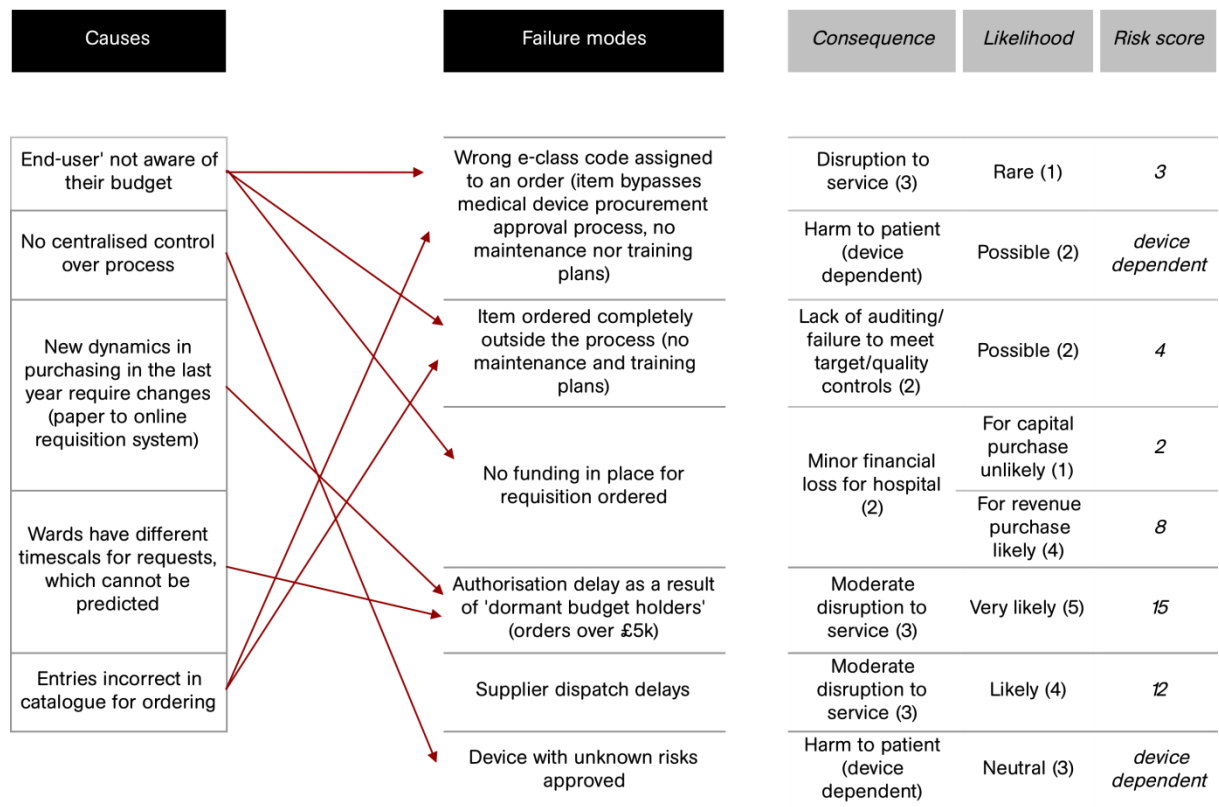 Causes
Failure modes
Consequence
Likelihood
Risk score
End-user' not aware of
their budget
No centralised control
over process
New dynamics in
purchasing in the last
year require changes
(paper to online
requisition system)
Wards have different
timescals for requests,
which cannot be
predicted
Entries incorrect in
catalogue for ordering
Wrong e-class code assigned
to an order (item bypasses
medical device procurement
approval process, no
maintenance nor training
plans)
Item ordered completely
outside the process (no
maintenance and training
plans)
No funding in place for
requisition ordered
Authorisation delay as a result
of 'dormant budget holders'
(orders over £5k)
Supplier dispatch delays
Device with unknown risks
approved
Disruption to
service (3)
Rare (1)
3
Harm to patient
(device
dependent)
Possible (2)
device
dependent
Lack of auditing/
failure to meet
target/quality
controls (2)
Possible (2)
4
Minor financial
loss for hospital
(2)
For capital
purchase
unlikely (1)
2
For revenue
purchase
likely (4)
8
Moderate
disruption to
service (3)
Very likely (5)
15
Moderate
disruption to
service (3)
Likely (4)
12
Harm to patient
(device
dependent)
Neutral (3)
device
dependent